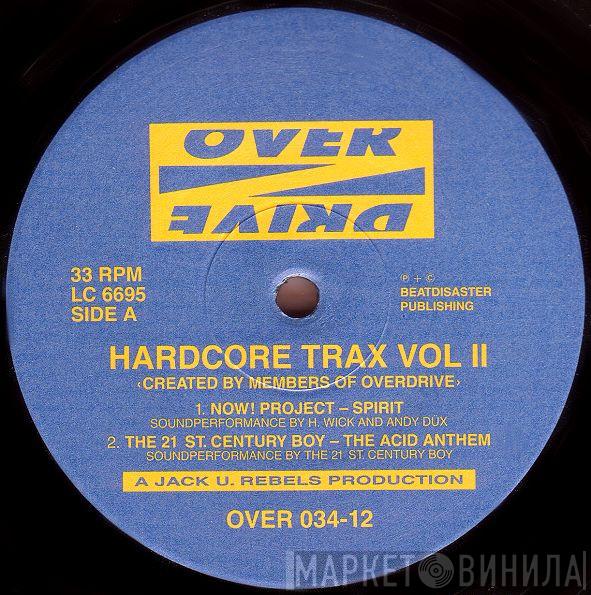 OVER
DRIVE
33 RPM
LC 6695
SIDE A
℗ + ©
BEATDISASTER
PUBLISHING
HARDCORE TRAX VOL II
‹CREATED BY MEMBERS OF OVERDRIVE›
1. NOW! PROJECT – SPIRIT
SOUNDPERFORMANCE BY H. WICK AND ANDY DÜX
2. THE 21 ST. CENTURY BOY – THE ACID ANTHEM
SOUNDPERFORMANCE BY THE 21 ST. CENTURY BOY
A JACK U. REBELS PRODUCTION
OVER 034-12
МАРКЕТ ВИНИЛА